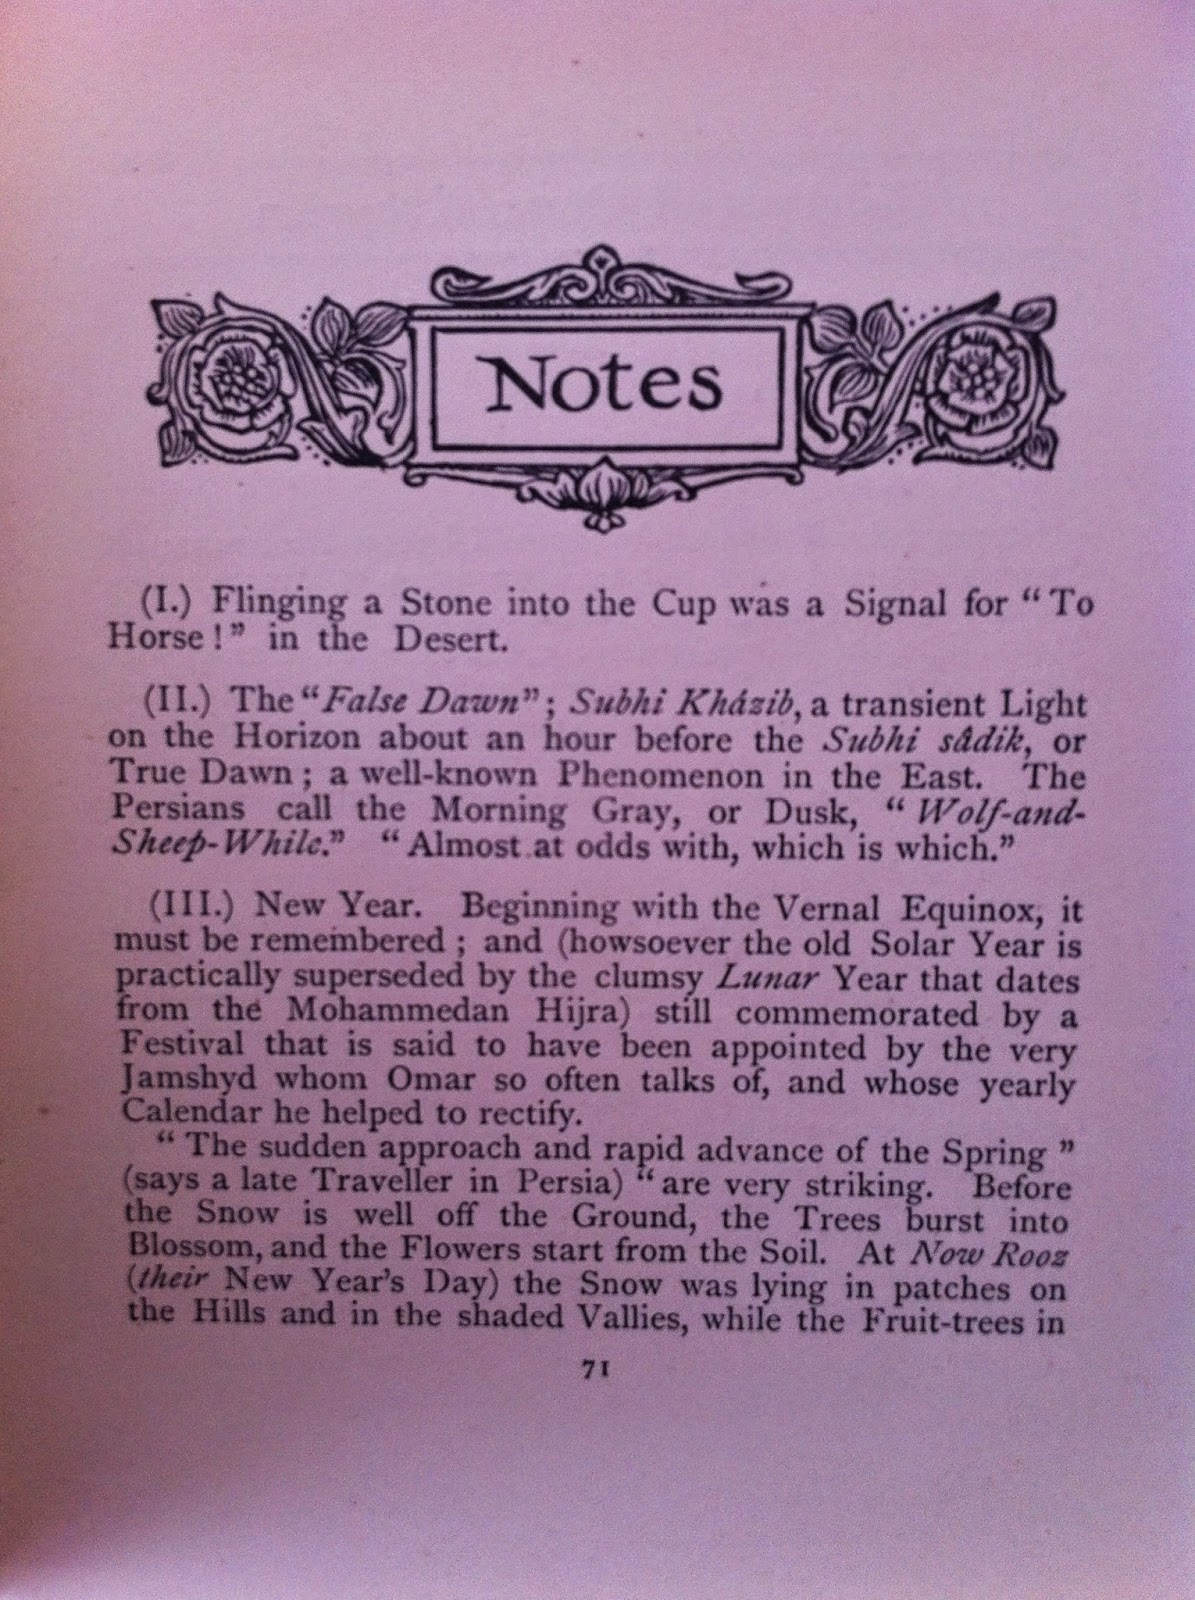 Notes
(I.) Flinging a Stone into the Cup was a Signal for “To
Horse!” in the Desert.
(II.) The “False Dawn”; Subhi Kházib, a transient Light
on the Horizon about an hour before the Subhi sâdik, or
True Dawn; a well-known Phenomenon in the East. The
Persians call the Morning Gray, or Dusk, “Wolf-and-
Sheep-While.” “Almost at odds with, which is which.”
(III.) New Year. Beginning with the Vernal Equinox, it
must be remembered; and (howsoever the old Solar Year is
practically superseded by the clumsy Lunar Year that dates
from the Mohammedan Hijra) still commemorated by a
Festival that is said to have been appointed by the very
Jamshyd whom Omar so often talks of, and whose yearly
Calendar he helped to rectify.
“The sudden approach and rapid advance of the Spring”
(says a late Traveller in Persia) “are very striking. Before
the Snow is well off the Ground, the Trees burst into
Blossom, and the Flowers start from the Soil. At Now Rooz
(their New Year's Day) the Snow was lying in patches on
the Hills and in the shaded Vallies, while the Fruit-trees in
71